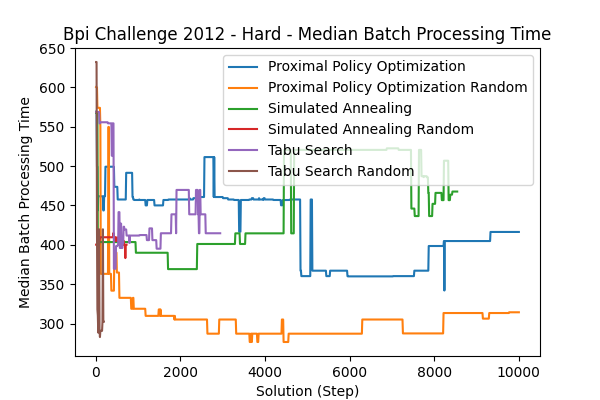 Bpi Challenge 2012 - Hard - Median Batch Processing Time
650
600
550
500
450
400
350
300
Median Batch Processing Time
Proximal Policy Optimization
Proximal Policy Optimization Random
Simulated Annealing
Simulated Annealing Random
Tabu Search
Tabu Search Random
0 2000 4000 6000 8000 10000
Solution (Step)